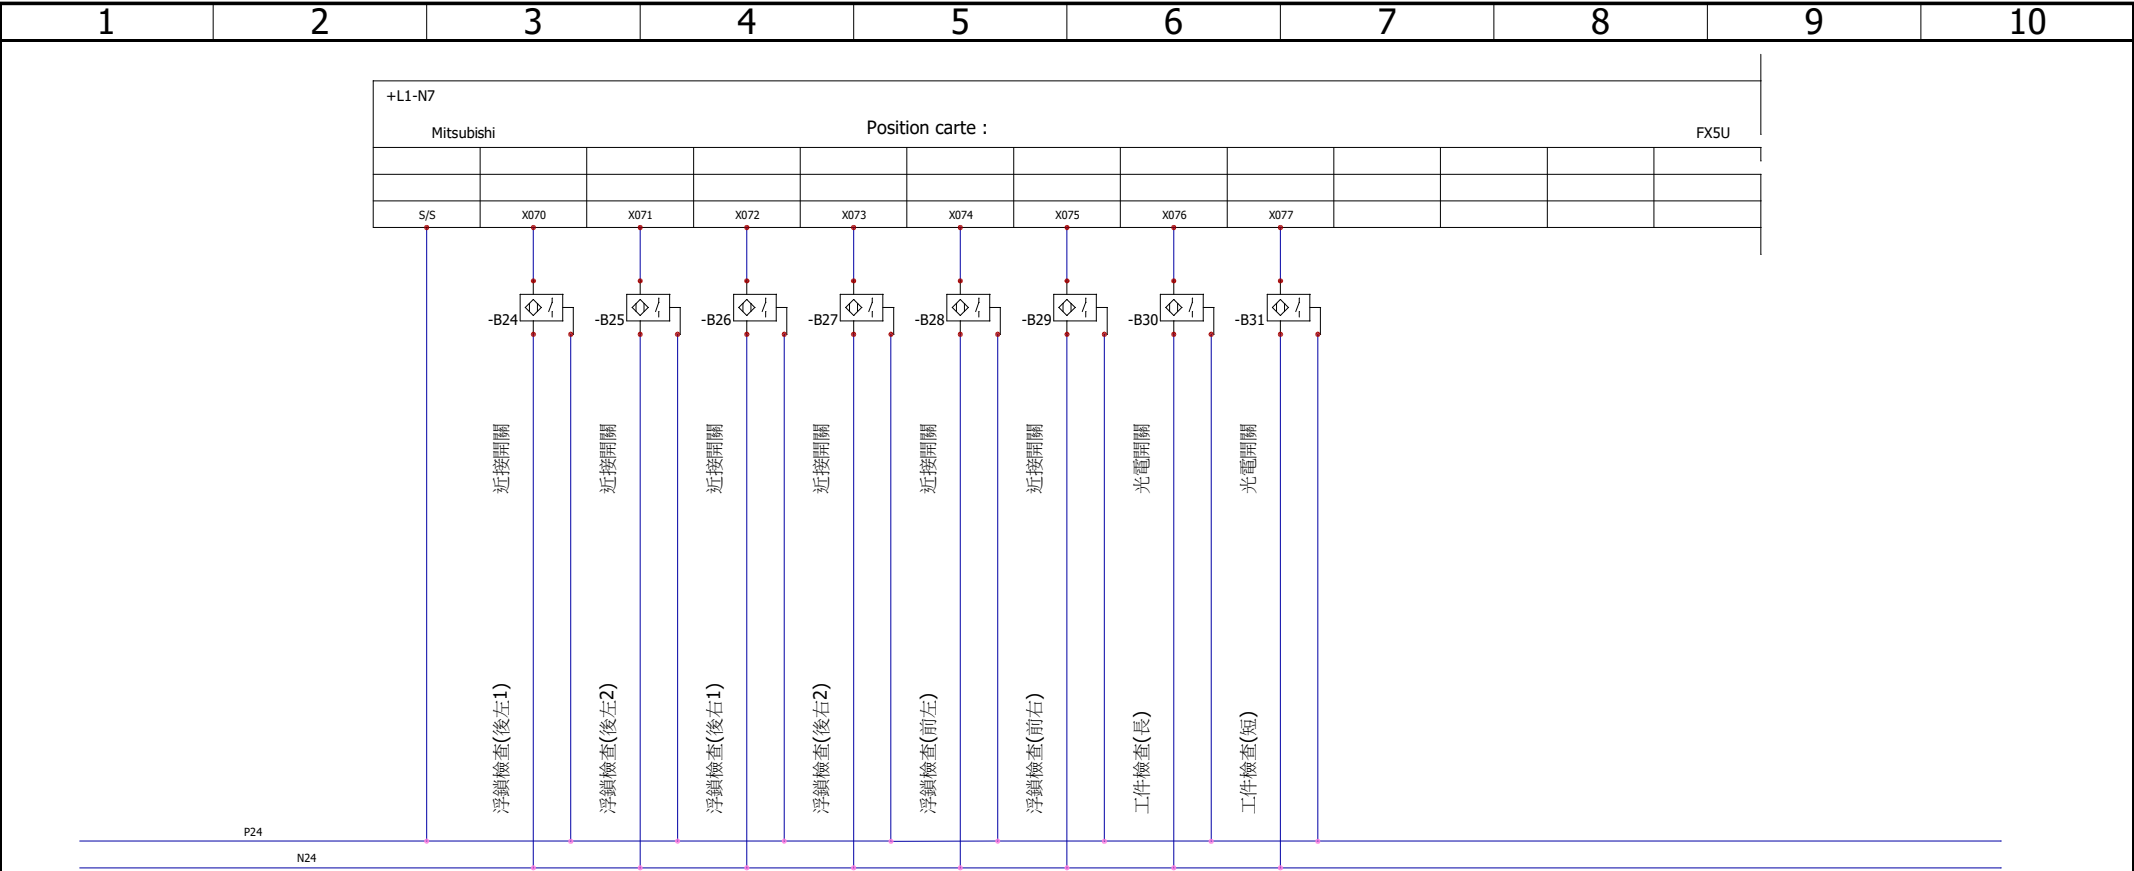 1 2 3 4 5 6 7 8 9 10
+L1-N7
Mitsubishi Position carte : FX5U
S/S X070 X071 X072 X073 X074 X075 X076 X077
-B24 -B25 -B26 -B27 -B28 -B29 -B30 -B31
近接開關 近接開關 近接開關 近接開關 近接開關 近接開關 光電開關 光電開關
浮鎖檢查(後左1) 浮鎖檢查(後左2) 浮鎖檢查(後右1) 浮鎖檢查(後右2) 浮鎖檢查(前左) 浮鎖檢查(前右) 工件檢查(長) 工件檢查(短)
P24
N24